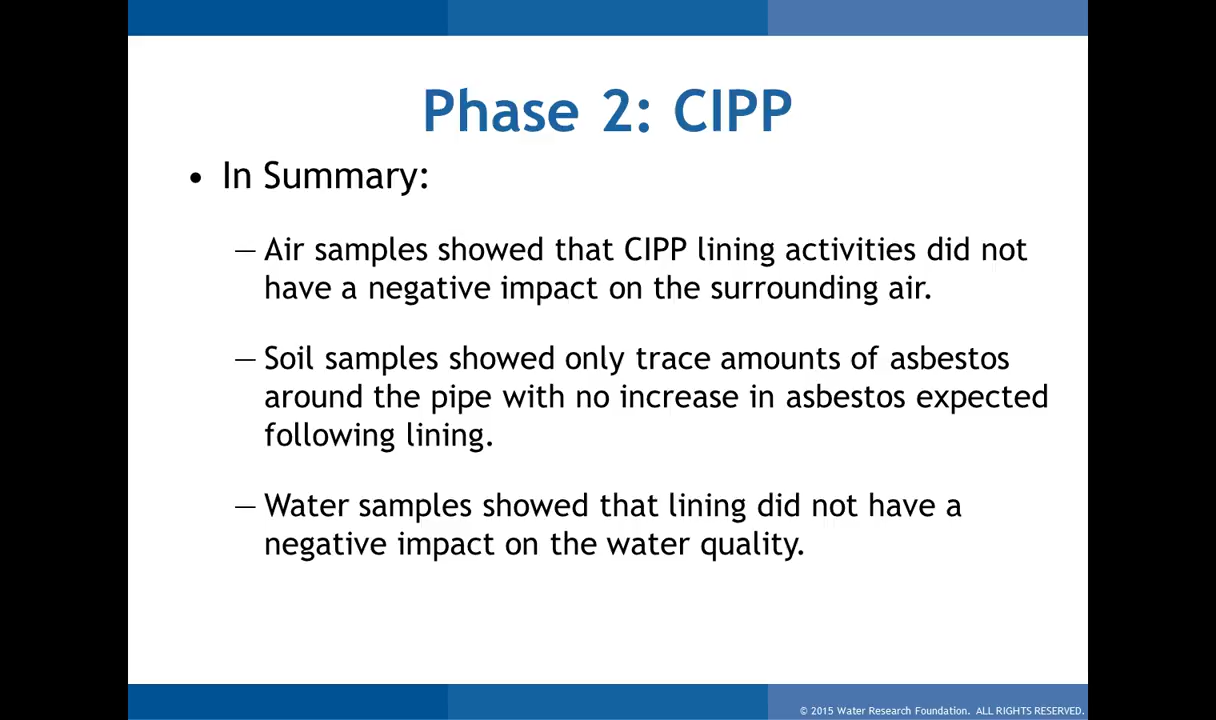 Phase 2: CIPP
• In Summary:
— Air samples showed that CIPP lining activities did not
have a negative impact on the surrounding air.
— Soil samples showed only trace amounts of asbestos
around the pipe with no increase in asbestos expected
following lining.
— Water samples showed that lining did not have a
negative impact on the water quality.
© 2015 Water Research Foundation. ALL RIGHTS RESERVED.